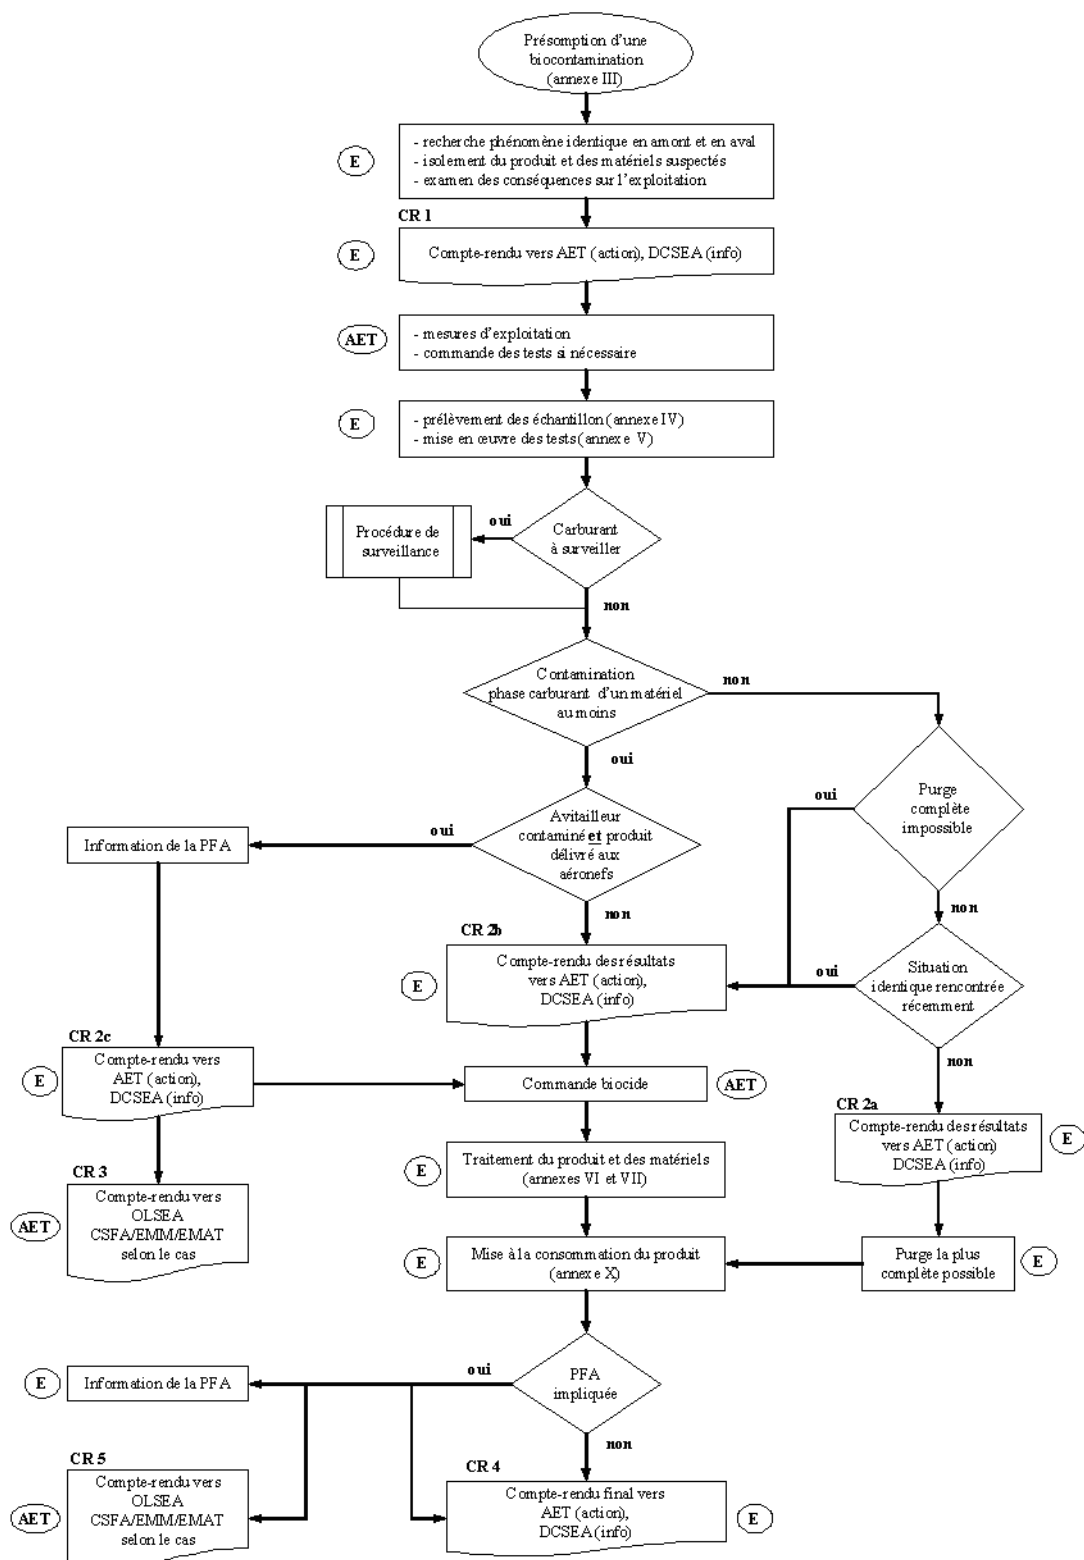 Présomption d'une
biocontamination
(annexe III)
E
- recherche phénomène identique en amont et en aval
- isolement du produit et des matériels suspectés
- examen des conséquences sur l'exploitation
CR 1
E
Compte-rendu vers AET (action), DCSEA (info)
AET
- mesures d'exploitation
- commande des tests si nécessaire
E
- prélèvement des échantillon (annexe IV)
- mise en œuvre des tests (annexe V)
Procédure de
surveillance
oui
Carburant
à surveiller
non
Contamination
phase carburant d'un matériel
au moins
non
oui
Purge
complète
impossible
oui
non
Information de la PFA
oui
Avitailleur
contaminé et produit
délivré aux
aéronefs
non
CR 2b
E
Compte-rendu des résultats
vers AET (action),
DCSEA (info)
oui
Situation
identique rencontrée
récemment
non
CR 2c
E
Compte-rendu vers
AET (action),
DCSEA (info)
Commande biocide
AET
CR 2a
Compte-rendu des résultats
vers AET (action)
DCSEA (info)
E
E
Traitement du produit et des matériels
(annexes VI et VII)
CR 3
AET
Compte-rendu vers
OLSEA
CSFA/EMM/EMAT
selon le cas
E
Mise à la consommation du produit
(annexe X)
Purge la plus
complète possible
E
E
Information de la PFA
oui
PFA
impliquée
non
CR 5
AET
Compte-rendu vers
OLSEA
CSFA/EMM/EMAT
selon le cas
CR 4
Compte-rendu final vers
AET (action),
DCSEA (info)
E